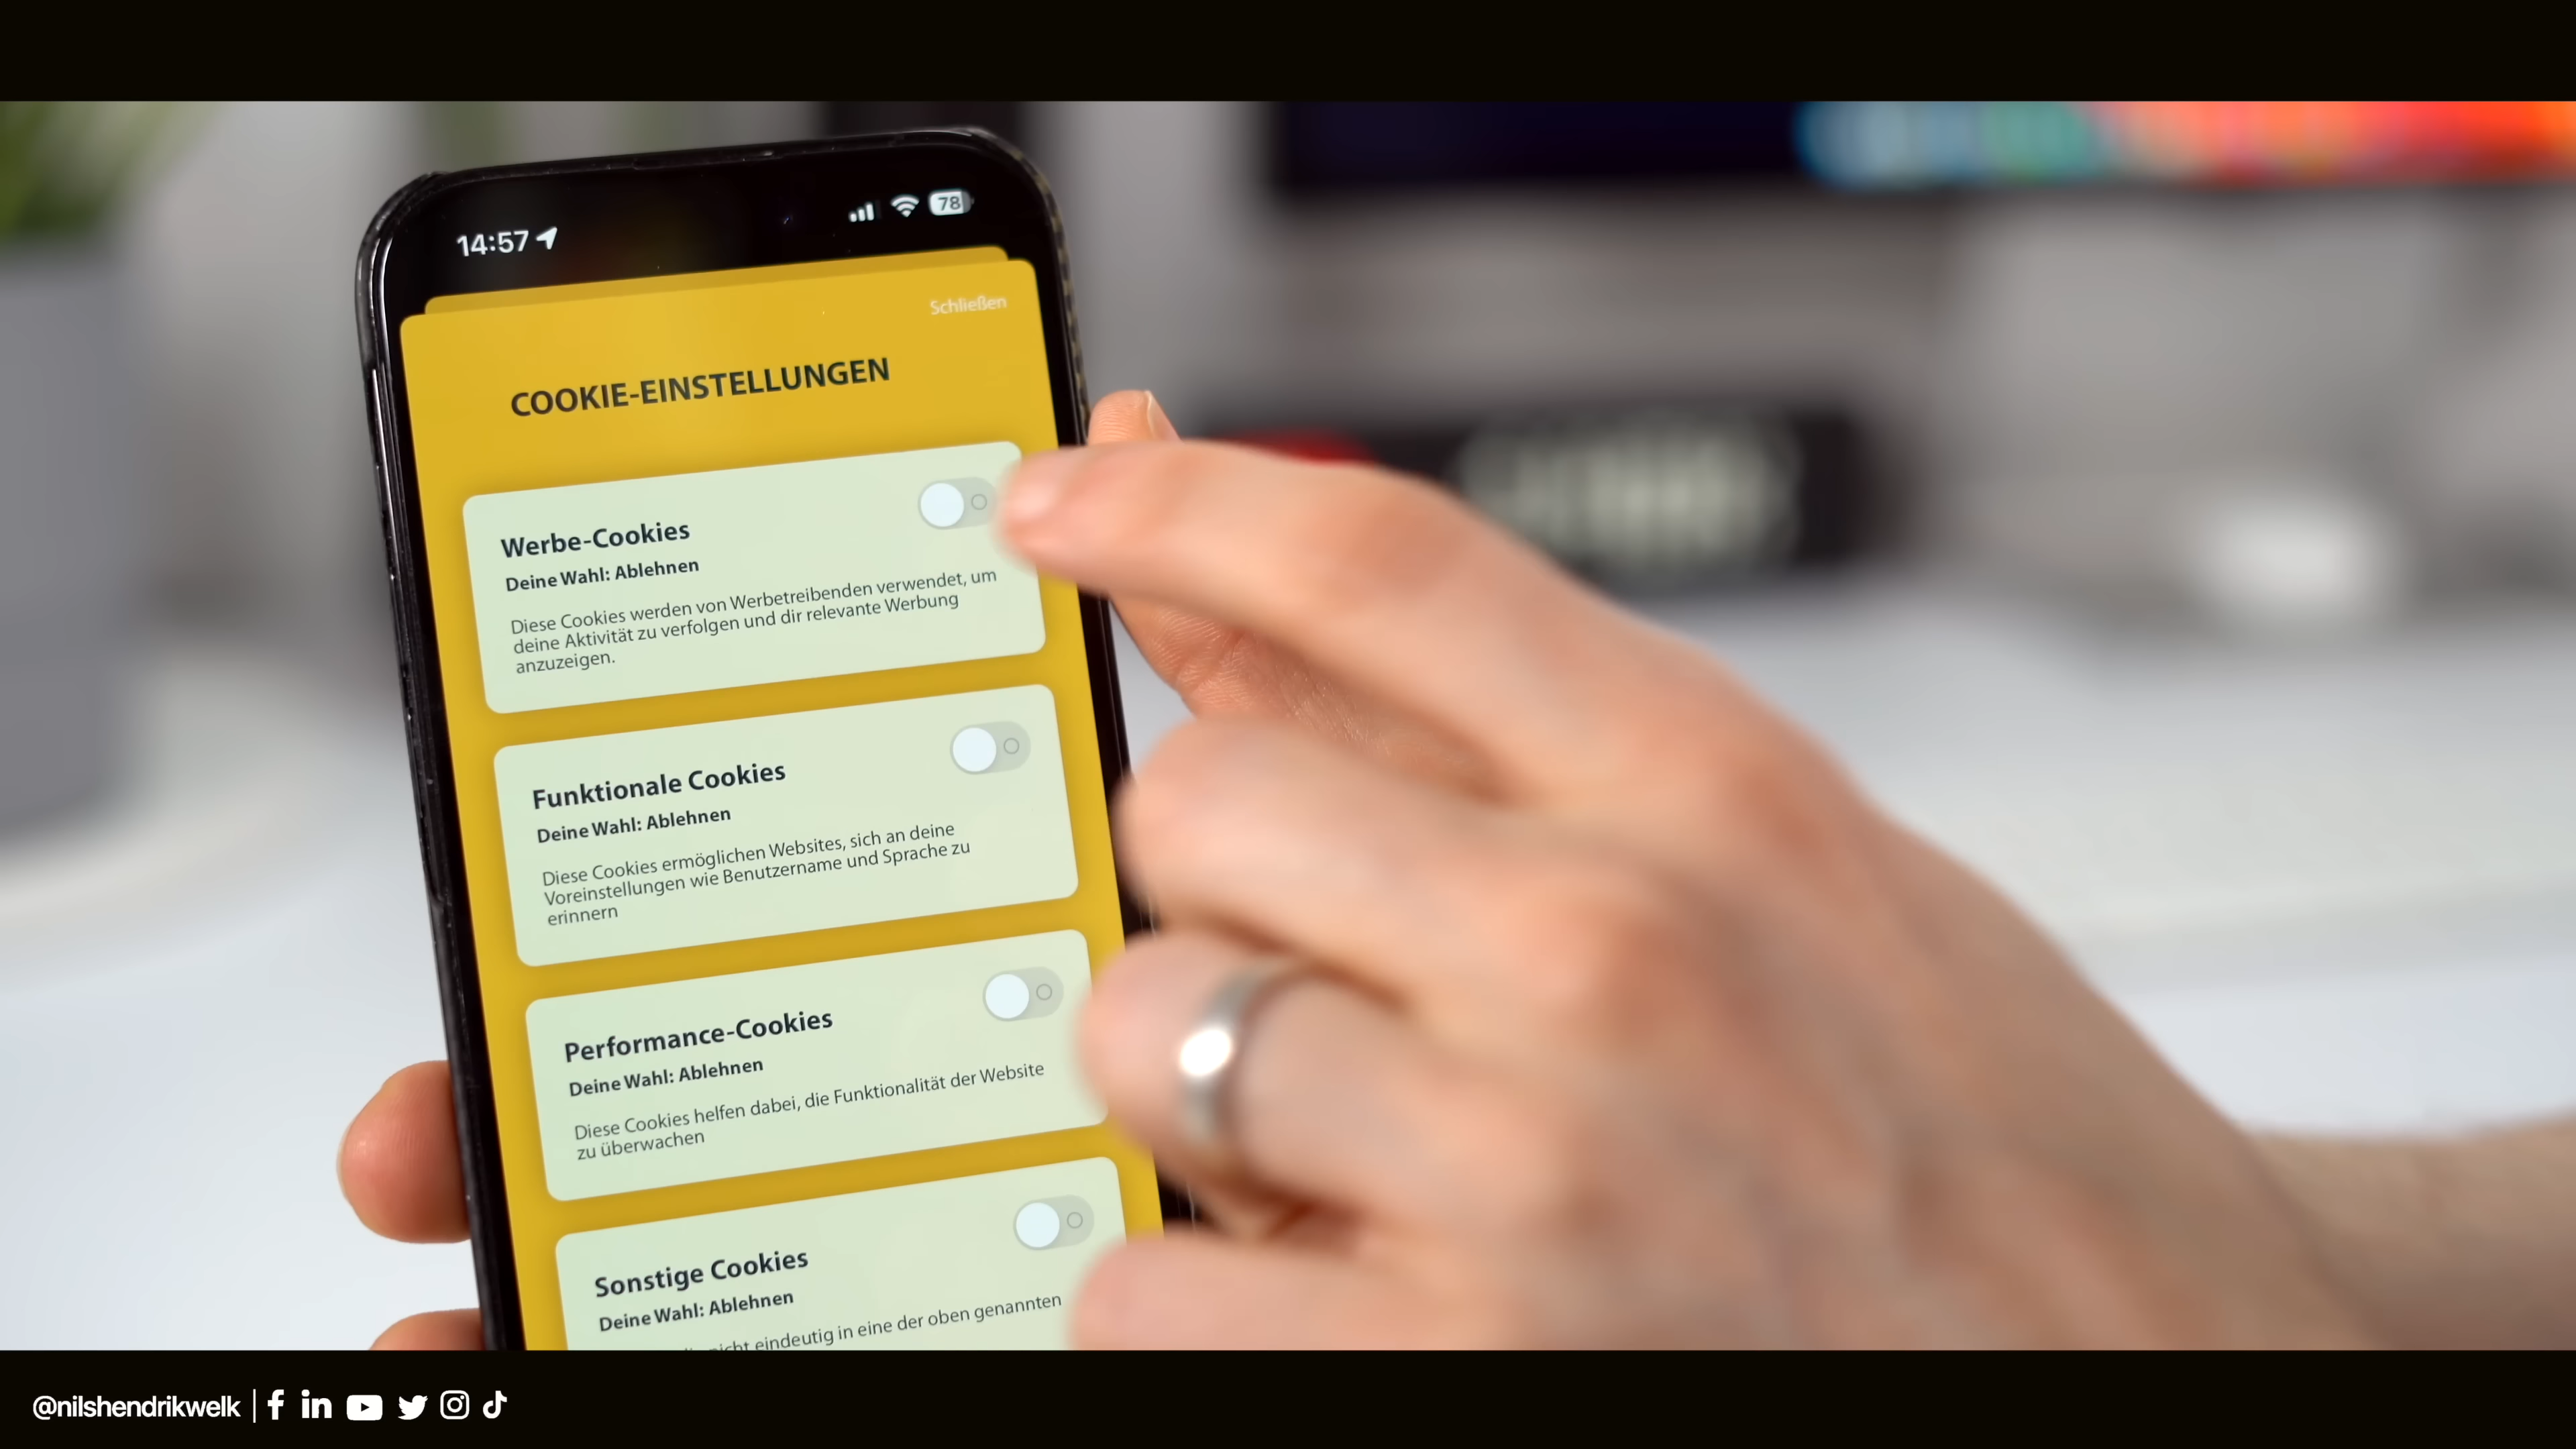 14:57
78
Schließen
COOKIE-EINSTELLUNGEN
Werbe-Cookies
Deine Wahl: Ablehnen
Diese Cookies werden von Werbetreibenden verwendet, um
deine Aktivität zu verfolgen und dir relevante Werbung
anzuzeigen.
Funktionale Cookies
Deine Wahl: Ablehnen
Diese Cookies ermöglichen Websites, sich an deine
Voreinstellungen wie Benutzername und Sprache zu
erinnern
Performance-Cookies
Deine Wahl: Ablehnen
Diese Cookies helfen dabei, die Funktionalität der Website
zu überwachen
Sonstige Cookies
Deine Wahl: Ablehnen
nicht eindeutig in eine der oben genannten
@nilshendrikwelk